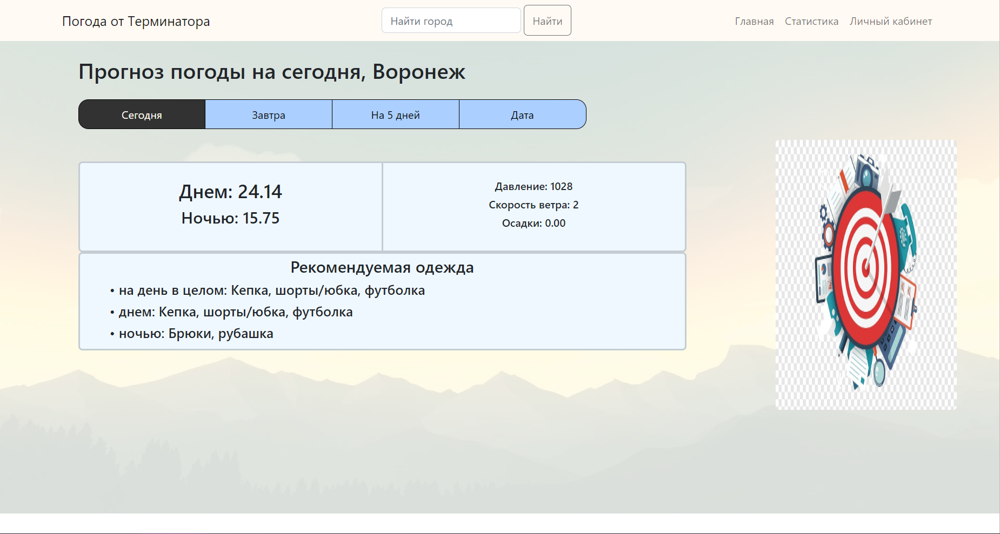 Погода от Терминатора
Найти город
Найти
Главная Статистика Личный кабинет
Прогноз погоды на сегодня, Воронеж
Сегодня
Завтра
На 5 дней
Дата
Днем: 24.14
Ночью: 15.75
Давление: 1028
Скорость ветра: 2
Осадки: 0.00
Рекомендуемая одежда
• на день в целом: Кепка, шорты/юбка, футболка
• днем: Кепка, шорты/юбка, футболка
• ночью: Брюки, рубашка